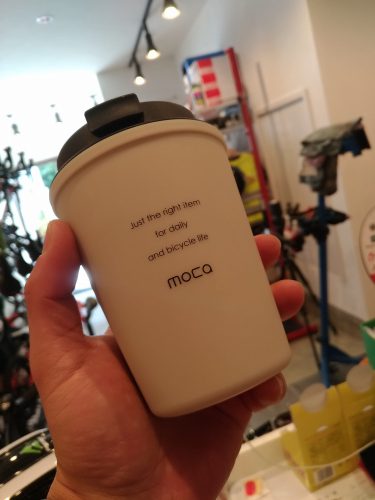 Just the right item
for daily
and bicycle life
moca